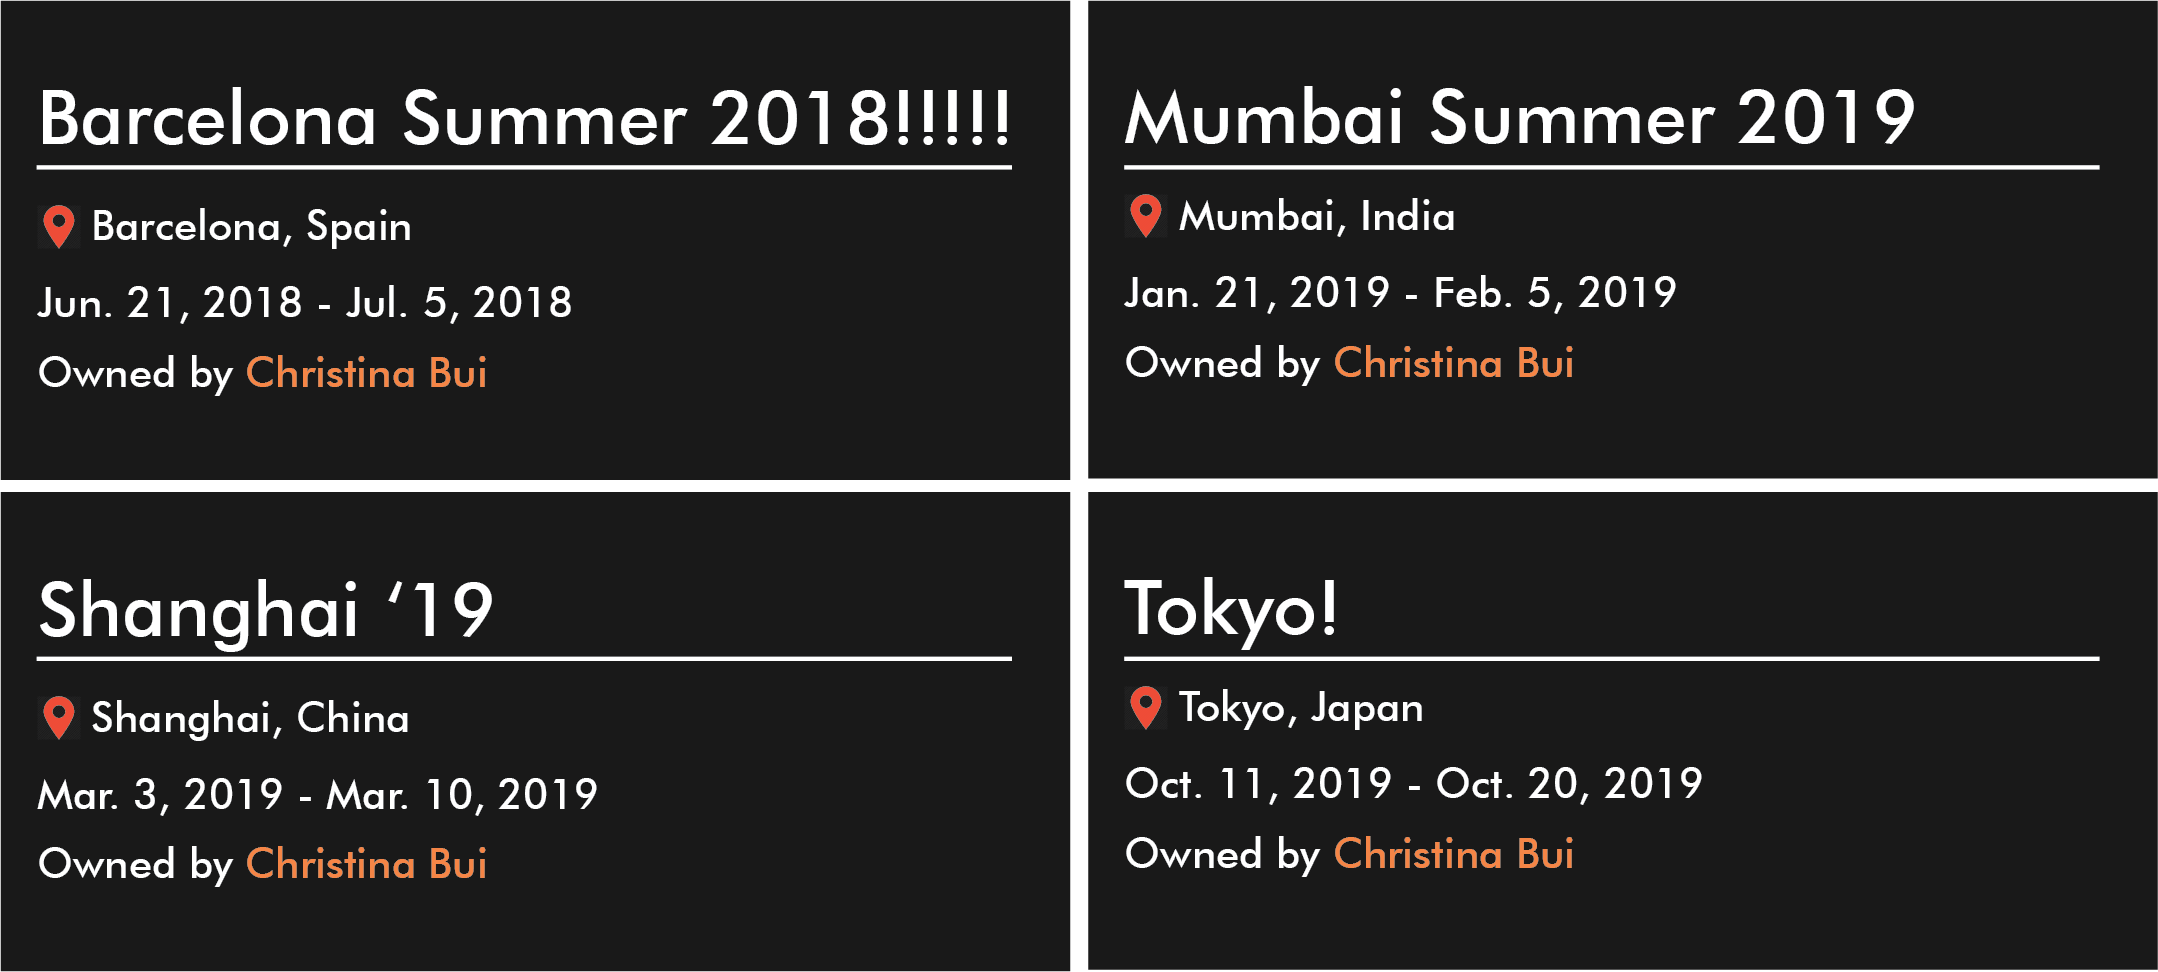 Barcelona Summer 2018!!!!!
Barcelona, Spain
Jun. 21, 2018 - Jul. 5, 2018
Owned by Christina Bui
Mumbai Summer 2019
Mumbai, India
Jan. 21, 2019 - Feb. 5, 2019
Owned by Christina Bui
Shanghai ‘19
Shanghai, China
Mar. 3, 2019 - Mar. 10, 2019
Owned by Christina Bui
Tokyo!
Tokyo, Japan
Oct. 11, 2019 - Oct. 20, 2019
Owned by Christina Bui